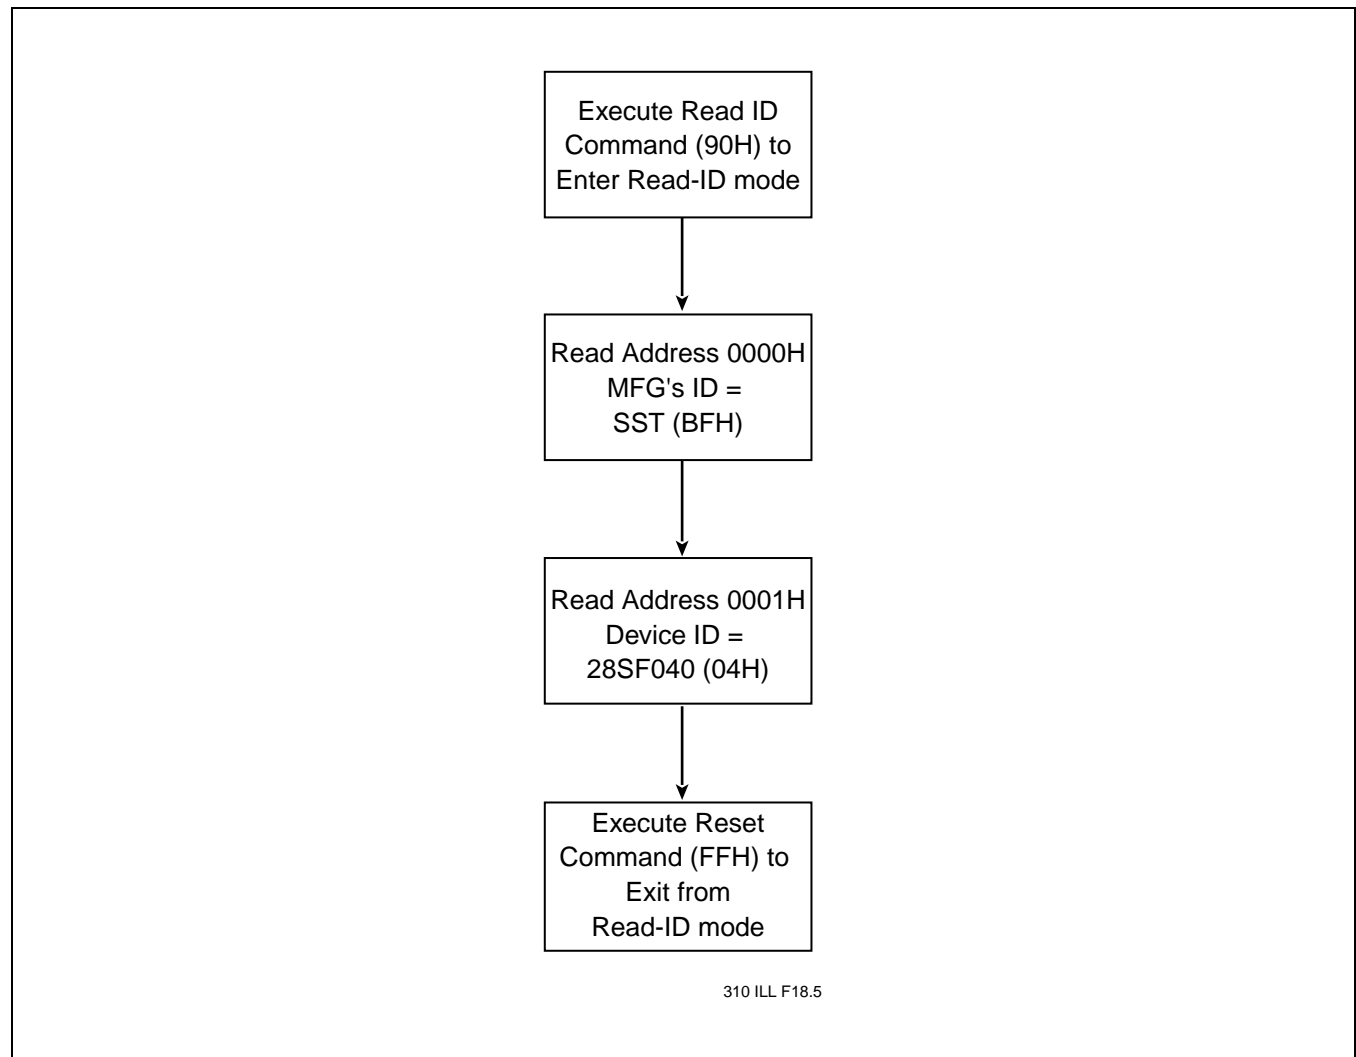 Execute Read ID
Command (90H) to
Enter Read-ID mode
Read Address 0000H
MFG's ID =
SST (BFH)
Read Address 0001H
Device ID =
28SF040 (04H)
Execute Reset
Command (FFH) to
Exit from
Read-ID mode
310 ILL F18.5